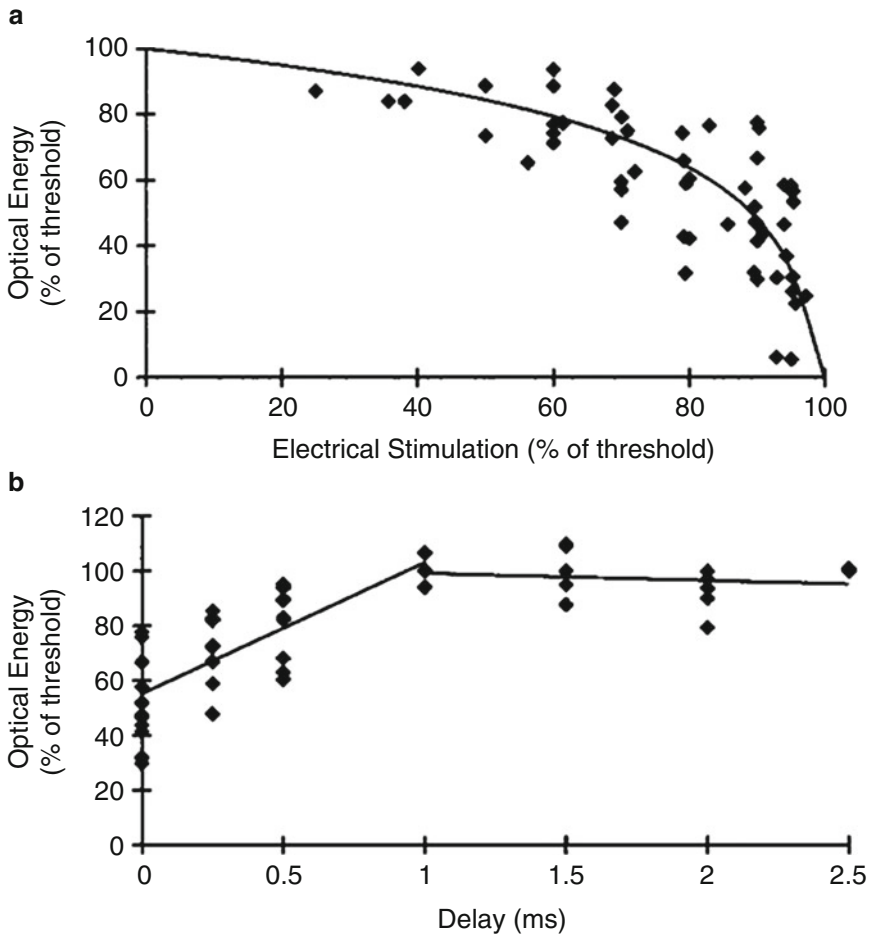 a
Optical Energy
(% of threshold)
100
80
60
40
20
0
0 20 40 60 80 100
Electrical Stimulation (% of threshold)
b
Optical Energy
(% of threshold)
120
100
80
60
40
20
0
0 0.5 1 1.5 2 2.5
Delay (ms)